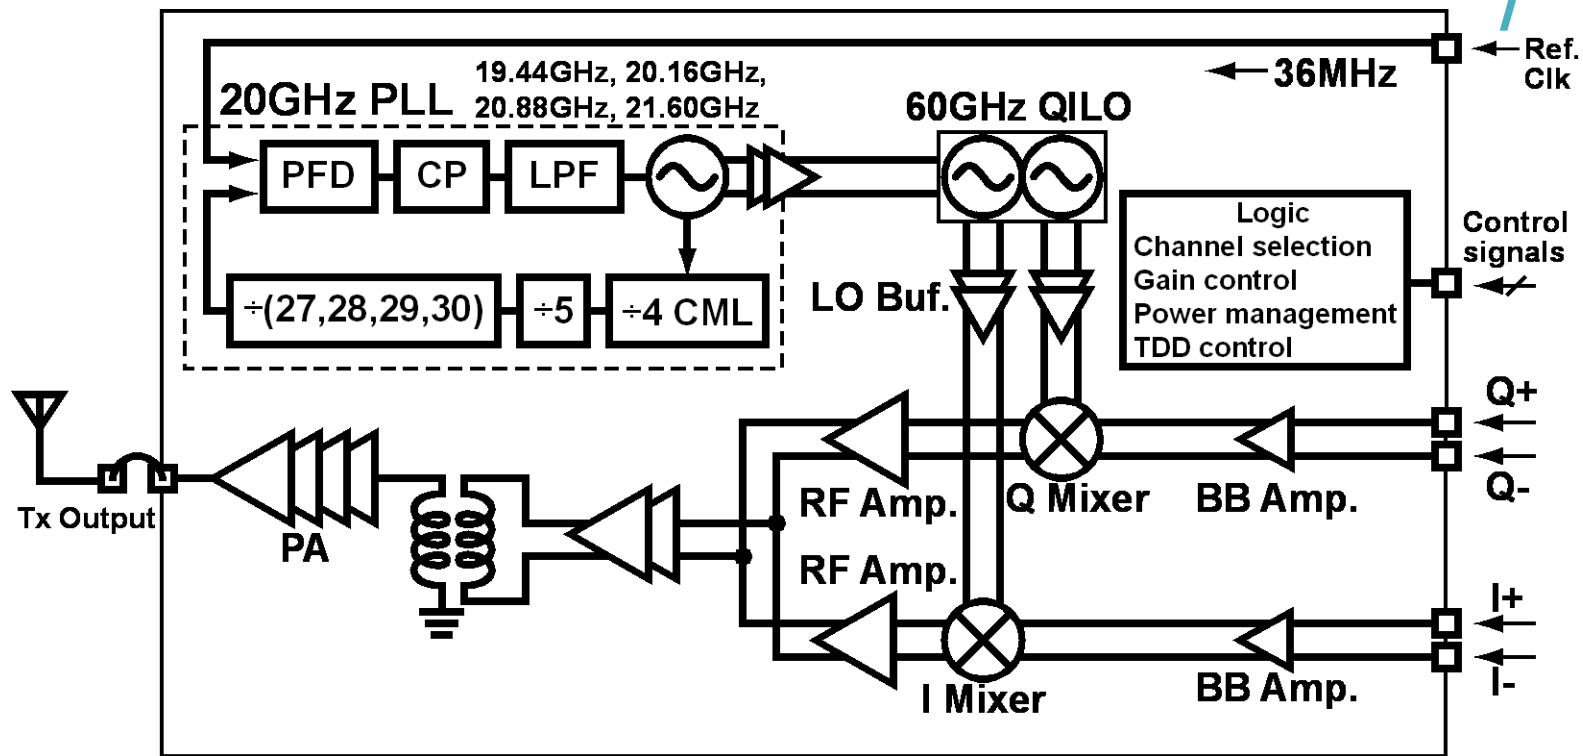 Ref.
Clk
36MHz
19.44GHz, 20.16GHz,
20.88GHz, 21.60GHz
20GHz PLL
60GHz QILO
PFD
CP
LPF
÷(27,28,29,30)
÷5
÷4 CML
LO Buf.
Logic
Channel selection
Gain control
Power management
TDD control
Control
signals
Q+
Q-
RF Amp.
Q Mixer
BB Amp.
Tx Output
PA
RF Amp.
I+
I-
I Mixer
BB Amp.